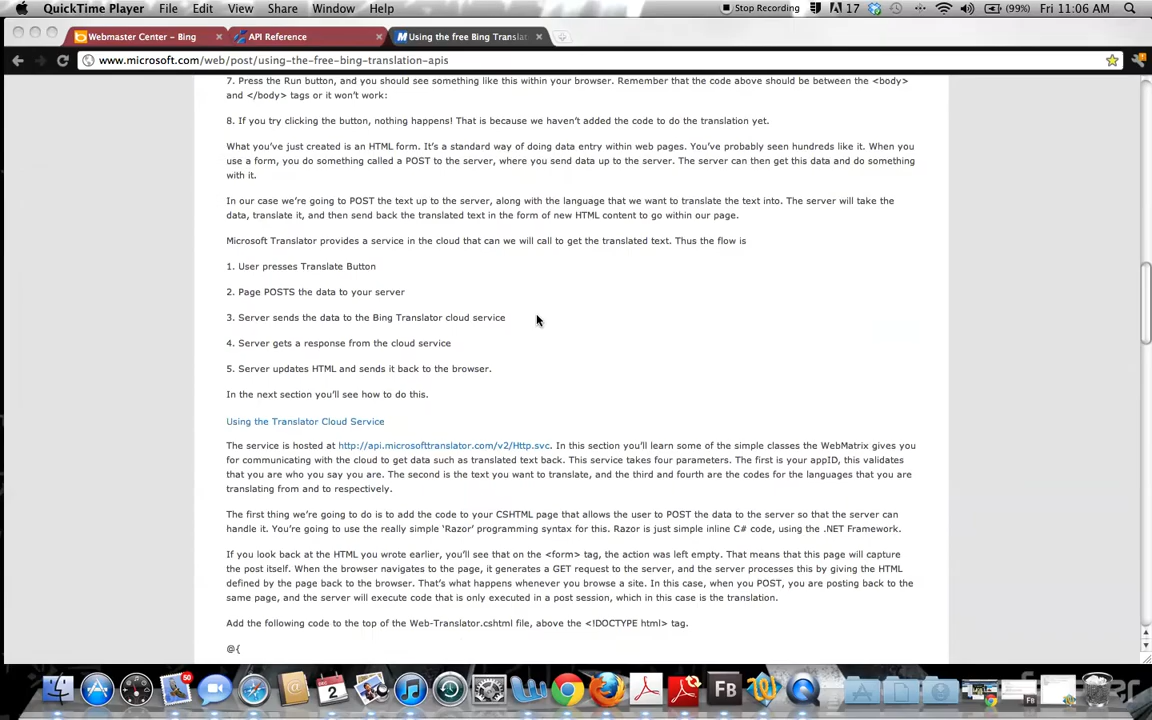 QuickTime Player File Edit View Share Window Help Stop Recording 17 (99%) Fri 11:06 AM
Webmaster Center – Bing API Reference Using the free Bing Translat
www.microsoft.com/web/post/using-the-free-bing-translation-apis
7. Press the Run button, and you should see something like this within your browser. Remember that the code above should be between the <body>
and </body> tags or it won't work:
8. If you try clicking the button, nothing happens! That is because we haven't added the code to do the translation yet.
What you've just created is an HTML form. It's a standard way of doing data entry within web pages. You've probably seen hundreds like it. When you
use a form, you do something called a POST to the server, where you send data up to the server. The server can then get this data and do something
with it.
In our case we're going to POST the text up to the server, along with the language that we want to translate the text into. The server will take the
data, translate it, and then send back the translated text in the form of new HTML content to go within our page.
Microsoft Translator provides a service in the cloud that can we will call to get the translated text. Thus the flow is
1. User presses Translate Button
2. Page POSTS the data to your server
3. Server sends the data to the Bing Translator cloud service
4. Server gets a response from the cloud service
5. Server updates HTML and sends it back to the browser.
In the next section you'll see how to do this.
Using the Translator Cloud Service
The service is hosted at http://api.microsofttranslator.com/v2/Http.svc. In this section you'll learn some of the simple classes the WebMatrix gives you
for communicating with the cloud to get data such as translated text back. This service takes four parameters. The first is your appID, this validates
that you are who you say you are. The second is the text you want to translate, and the third and fourth are the codes for the languages that you are
translating from and to respectively.
The first thing we're going to do is to add the code to your CSHTML page that allows the user to POST the data to the server so that the server can
handle it. You're going to use the really simple 'Razor' programming syntax for this. Razor is just simple inline C# code, using the .NET Framework.
If you look back at the HTML you wrote earlier, you'll see that on the <form> tag, the action was left empty. That means that this page will capture
the post itself. When the browser navigates to the page, it generates a GET request to the server, and the server processes this by giving the HTML
defined by the page back to the browser. That's what happens whenever you browse a site. In this case, when you POST, you are posting back to the
same page, and the server will execute code that is only executed in a post session, which in this case is the translation.
Add the following code to the top of the Web-Translator.cshtml file, above the <!DOCTYPE html> tag.
@{
50
2
FB